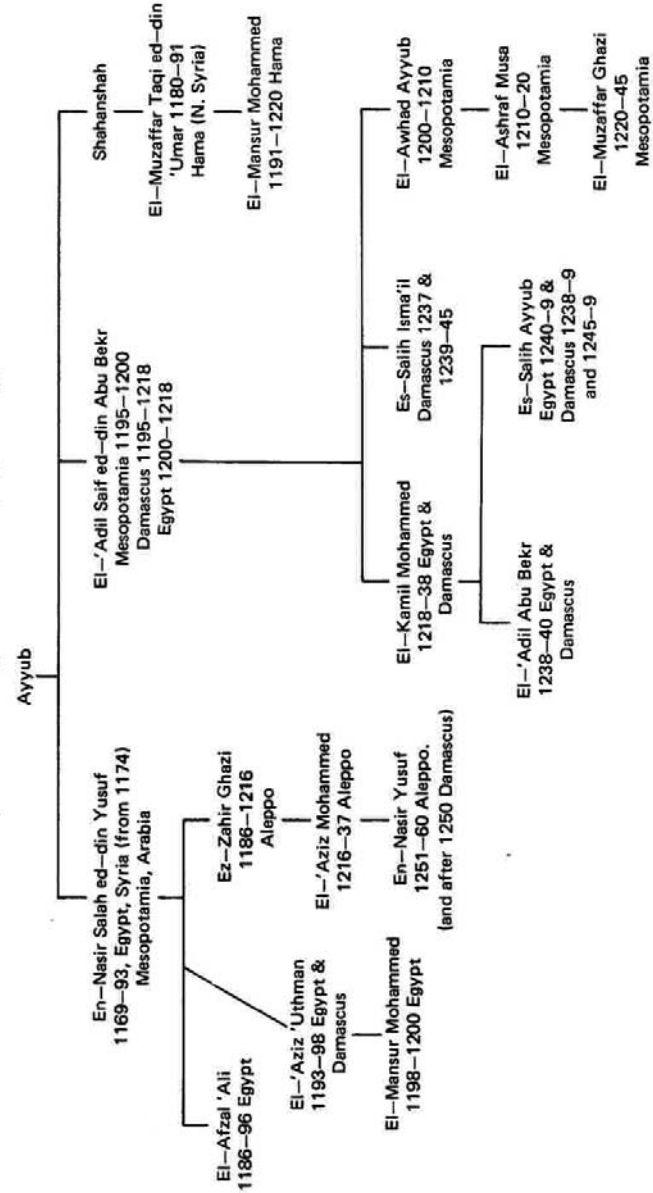 Ayyub
En–Nasir Salah ed–din Yusuf
1169–93, Egypt, Syria (from 1174)
Mesopotamia, Arabia
El–'Adil Saif ed–din Abu Bekr
Mesopotamia 1195–1200
Damascus 1195–1218
Egypt 1200–1218
Shahanshah
El–Muzaffar Taqi ed–din
'Umar 1180–91
Hama (N. Syria)
El–Mansur Mohammed
1191–1220 Hama
El–Afzal 'Ali
1186–96 Egypt
El–'Aziz 'Uthman
1193–98 Egypt &
Damascus
El–Mansur Mohammed
1198–1200 Egypt
Ez–Zahir Ghazi
1186–1216
Aleppo
El–'Aziz Mohammed
1216–37 Aleppo
En–Nasir Yusuf
1251–60 Aleppo.
(and after 1250 Damascus)
El–Kamil Mohammed
1218–38 Egypt &
Damascus
El–'Adil Abu Bekr
1238–40 Egypt &
Damascus
Es–Salih Ayyub
Egypt 1240–9 &
Damascus 1238–9
and 1245–9
Es–Salih Isma'il
Damascus 1237 &
1239–45
El–Awhad Ayyub
1200–1210
Mesopotamia
El–Ashraf Musa
1210–20
Mesopotamia
El–Muzaffar Ghazi
1220–45
Mesopotamia